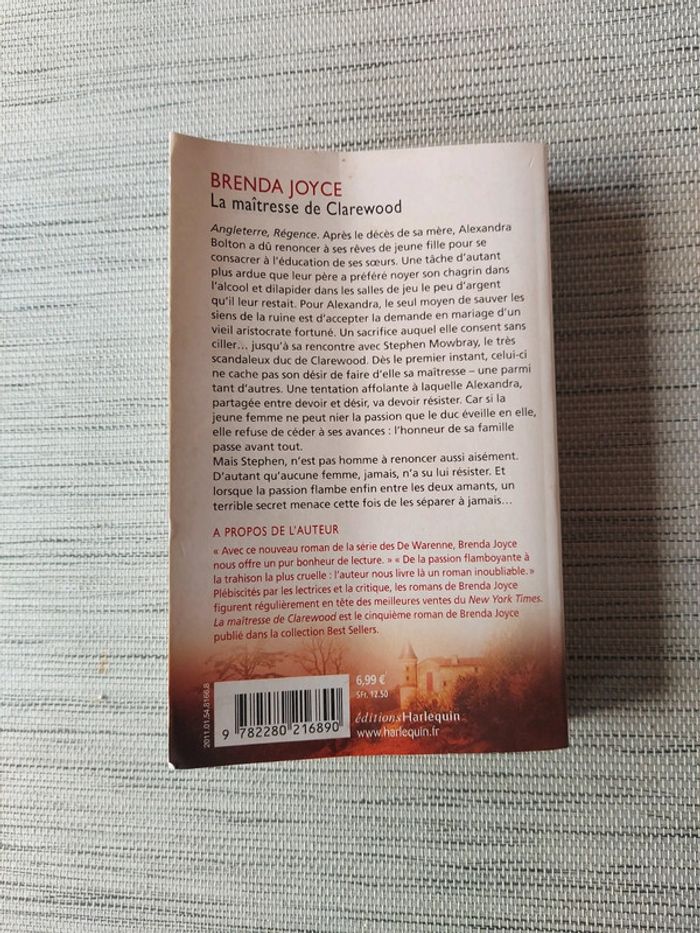 BRENDA JOYCE
La maîtresse de Clarewood
Angleterre, Régence. Après le décès de sa mère, Alexandra
Bolton a dû renoncer à ses rêves de jeune fille pour se
consacrer à l'éducation de ses sœurs. Une tâche d'autant
plus ardue que leur père a préféré noyer son chagrin dans
l'alcool et dilapider dans les salles de jeu le peu d'argent
qu'il leur restait. Pour Alexandra, le seul moyen de sauver les
siens de la ruine est d'accepter la demande en mariage d'un
vieil aristocrate fortuné. Un sacrifice auquel elle consent sans
ciller... jusqu'à sa rencontre avec Stephen Mowbray, le très
scandaleux duc de Clarewood. Dès le premier instant, celui-ci
ne cache pas son désir de faire d'elle sa maîtresse – une parmi
tant d'autres. Une tentation affolante à laquelle Alexandra,
partagée entre devoir et désir, va devoir résister. Car si la
jeune femme ne peut nier la passion que le duc éveille en elle,
elle refuse de céder à ses avances : l'honneur de sa famille
passe avant tout.
Mais Stephen, n'est pas homme à renoncer aussi aisément.
D'autant qu'aucune femme, jamais, n'a su lui résister. Et
lorsque la passion flambe enfin entre les deux amants, un
terrible secret menace cette fois de les séparer à jamais...
A PROPOS DE L'AUTEUR
« Avec ce nouveau roman de la série des De Warenne, Brenda Joyce
nous offre un pur bonheur de lecture. » « De la passion flamboyante à
la trahison la plus cruelle : l'auteur nous livre là un roman inoubliable. »
Plébiscités par les lectrices et la critique, les romans de Brenda Joyce
figurent régulièrement en tête des meilleures ventes du New York Times.
La maîtresse de Clarewood est le cinquième roman de Brenda Joyce
publié dans la collection Best Sellers.
2011.01.54.8166.8
9 782280 216890
6,99 €
SFr. 12.50
éditions Harlequin
www.harlequin.fr